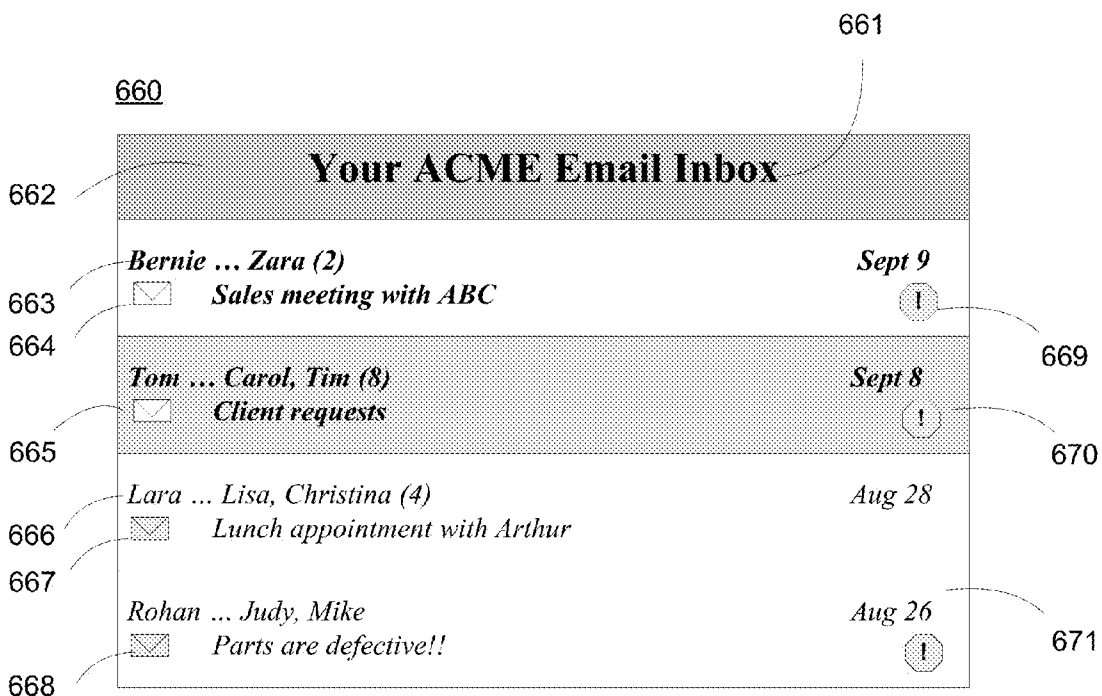 661
660
662
Your ACME Email Inbox
663
Bernie ... Zara (2) Sept 9
664
Sales meeting with ABC !
669
Tom ... Carol, Tim (8) Sept 8
665
Client requests !
670
666
Lara ... Lisa, Christina (4) Aug 28
667
Lunch appointment with Arthur
Rohan ... Judy, Mike Aug 26
671
668
Parts are defective!! !